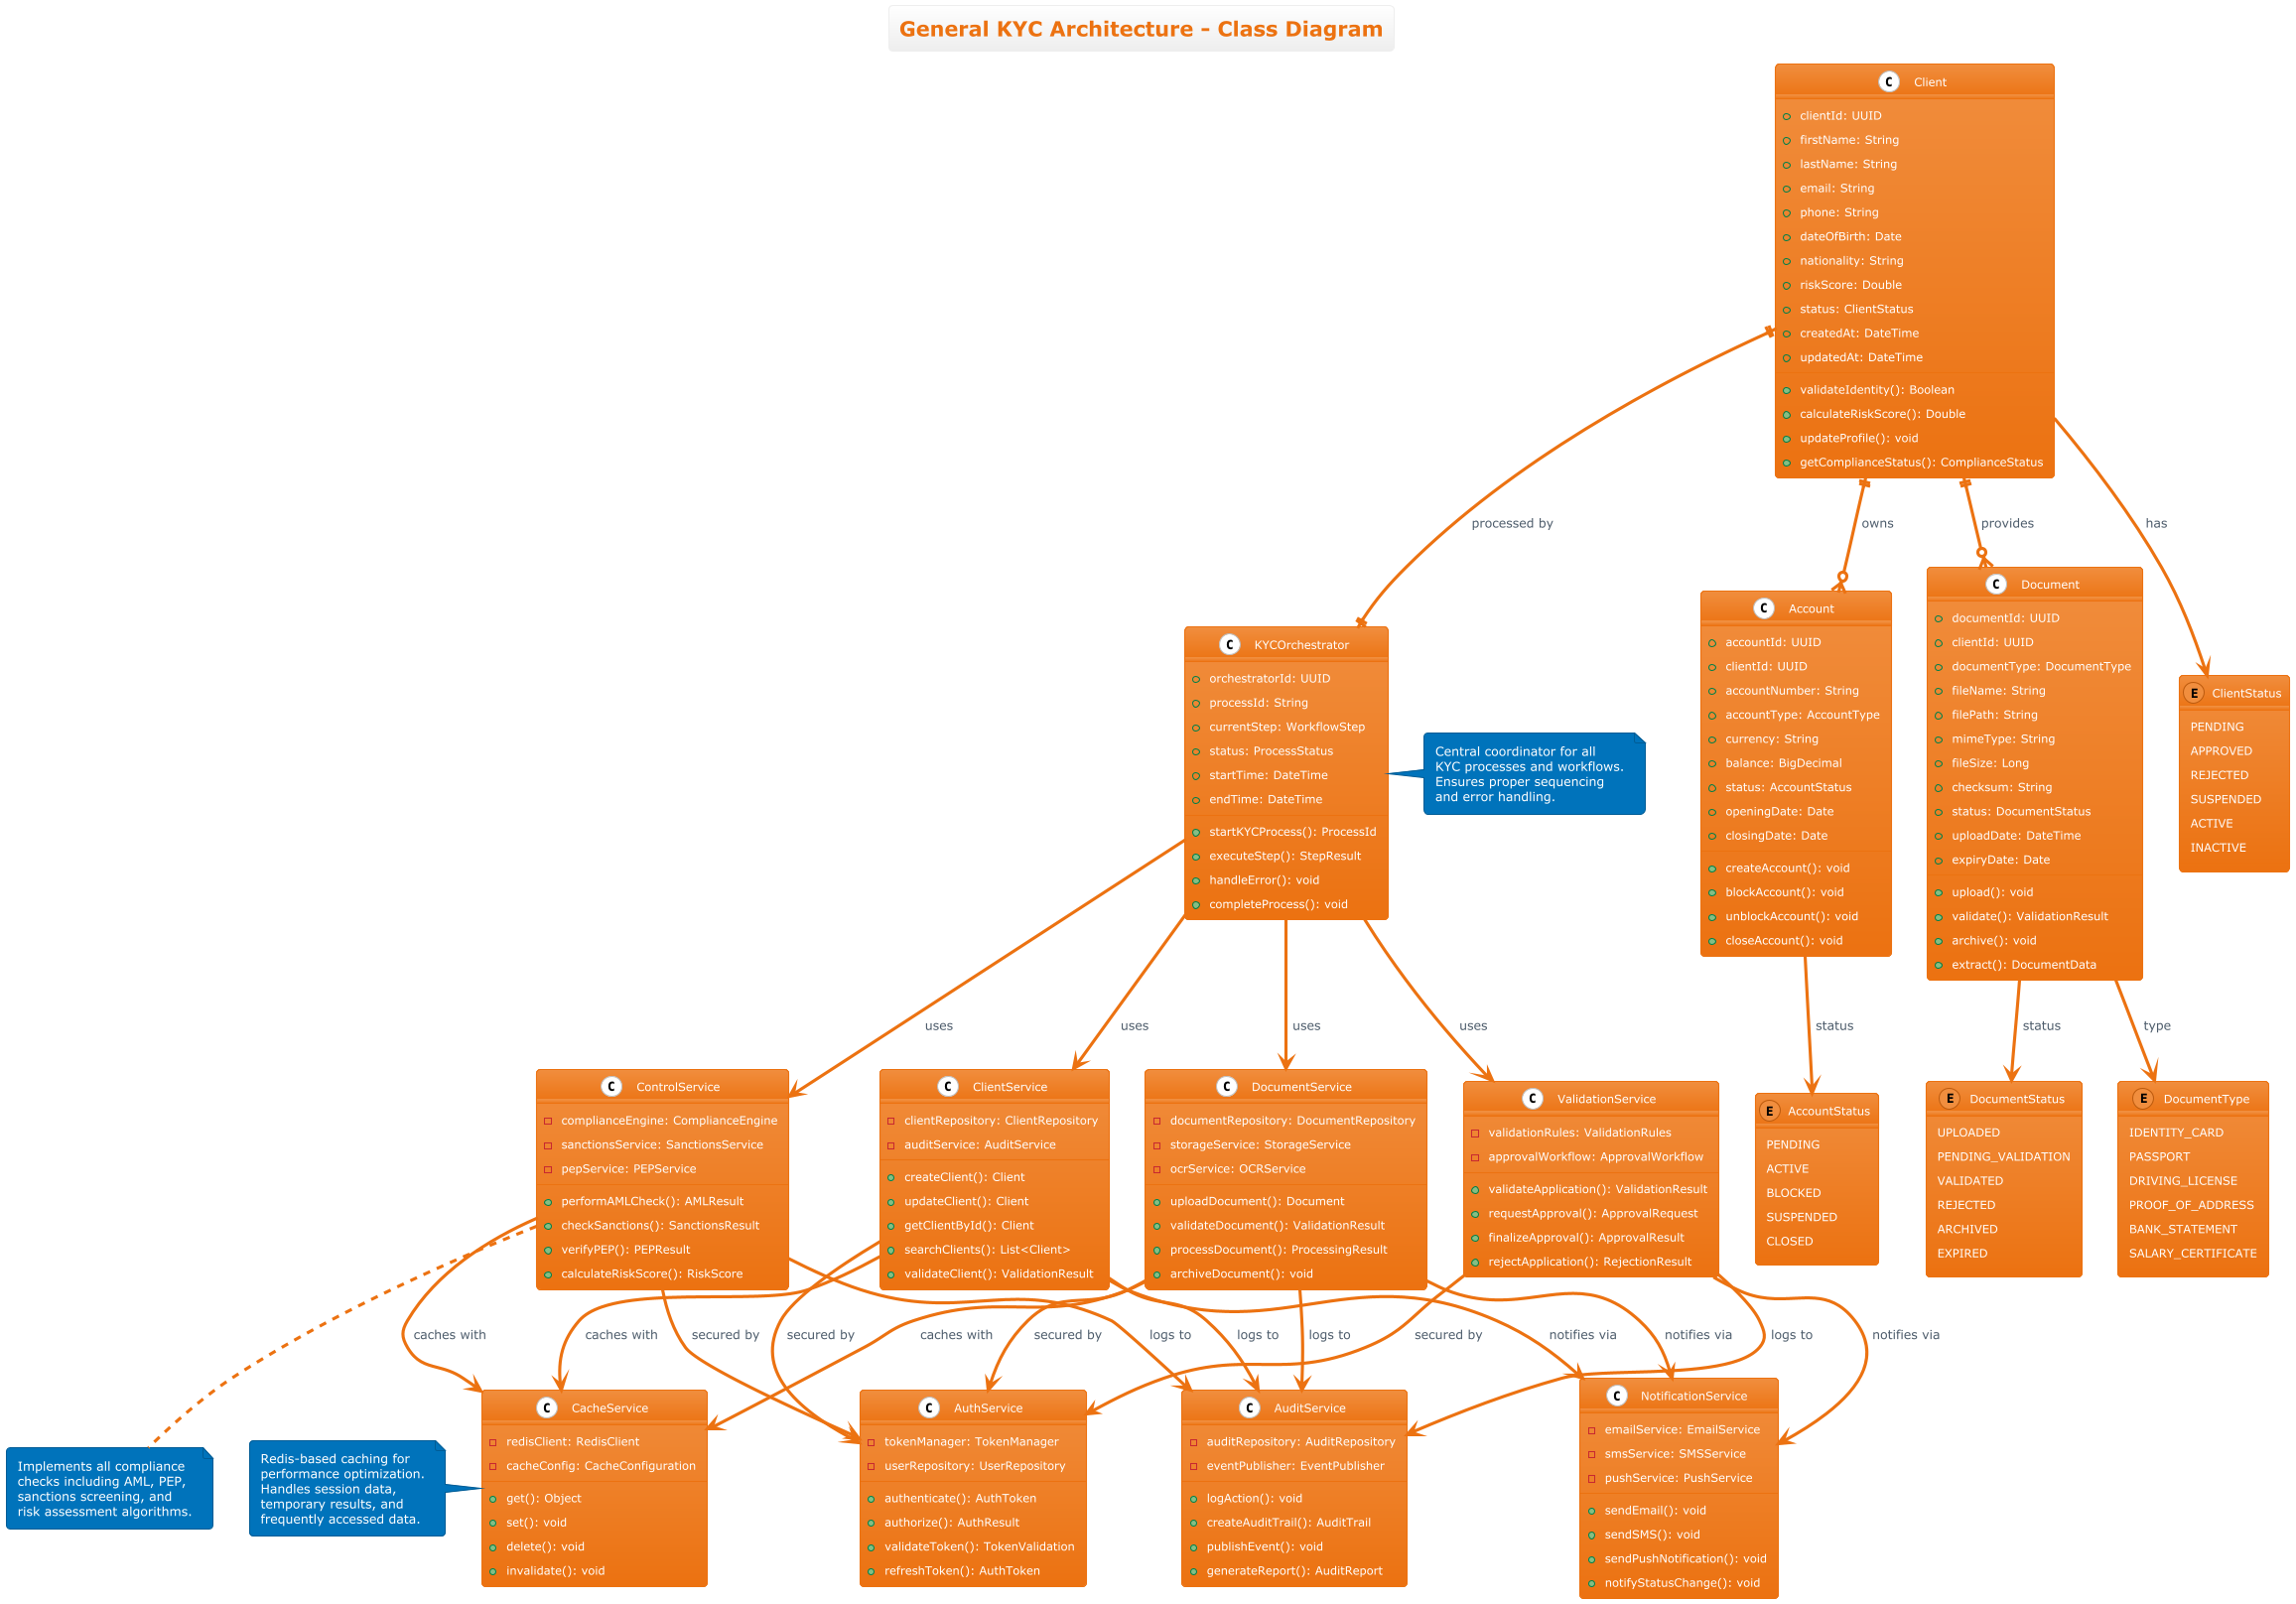 General KYC Architecture - Class Diagram
C Client
clientId: UUID
firstName: String
lastName: String
email: String
phone: String
dateOfBirth: Date
nationality: String
riskScore: Double
status: ClientStatus
createdAt: DateTime
updatedAt: DateTime
validateIdentity(): Boolean
calculateRiskScore(): Double
updateProfile(): void
getComplianceStatus(): ComplianceStatus
processed by
owns
provides
has
C KYCOrchestrator
orchestratorId: UUID
processId: String
currentStep: WorkflowStep
status: ProcessStatus
startTime: DateTime
endTime: DateTime
startKYCProcess(): ProcessId
executeStep(): StepResult
handleError(): void
completeProcess(): void
Central coordinator for all
KYC processes and workflows.
Ensures proper sequencing
and error handling.
C Account
accountId: UUID
clientId: UUID
accountNumber: String
accountType: AccountType
currency: String
balance: BigDecimal
status: AccountStatus
openingDate: Date
closingDate: Date
createAccount(): void
blockAccount(): void
unblockAccount(): void
closeAccount(): void
C Document
documentId: UUID
clientId: UUID
documentType: DocumentType
fileName: String
filePath: String
mimeType: String
fileSize: Long
checksum: String
status: DocumentStatus
uploadDate: DateTime
expiryDate: Date
upload(): void
validate(): ValidationResult
archive(): void
extract(): DocumentData
E ClientStatus
PENDING
APPROVED
REJECTED
SUSPENDED
ACTIVE
INACTIVE
uses
uses
uses
uses
status
status
type
C ControlService
complianceEngine: ComplianceEngine
sanctionsService: SanctionsService
pepService: PEPService
performAMLCheck(): AMLResult
checkSanctions(): SanctionsResult
verifyPEP(): PEPResult
calculateRiskScore(): RiskScore
C ClientService
clientRepository: ClientRepository
auditService: AuditService
createClient(): Client
updateClient(): Client
getClientById(): Client
searchClients(): List<Client>
validateClient(): ValidationResult
C DocumentService
documentRepository: DocumentRepository
storageService: StorageService
ocrService: OCRService
uploadDocument(): Document
validateDocument(): ValidationResult
processDocument(): ProcessingResult
archiveDocument(): void
C ValidationService
validationRules: ValidationRules
approvalWorkflow: ApprovalWorkflow
validateApplication(): ValidationResult
requestApproval(): ApprovalRequest
finalizeApproval(): ApprovalResult
rejectApplication(): RejectionResult
E AccountStatus
PENDING
ACTIVE
BLOCKED
SUSPENDED
CLOSED
E DocumentStatus
UPLOADED
PENDING_VALIDATION
VALIDATED
REJECTED
ARCHIVED
EXPIRED
E DocumentType
IDENTITY_CARD
PASSPORT
DRIVING_LICENSE
PROOF_OF_ADDRESS
BANK_STATEMENT
SALARY_CERTIFICATE
caches with
caches with
secured by
secured by
caches with
secured by
logs to
logs to
logs to
secured by
notifies via
notifies via
logs to
notifies via
Implements all compliance
checks including AML, PEP,
sanctions screening, and
risk assessment algorithms.
Redis-based caching for
performance optimization.
Handles session data,
temporary results, and
frequently accessed data.
C CacheService
redisClient: RedisClient
cacheConfig: CacheConfiguration
get(): Object
set(): void
delete(): void
invalidate(): void
C AuthService
tokenManager: TokenManager
userRepository: UserRepository
authenticate(): AuthToken
authorize(): AuthResult
validateToken(): TokenValidation
refreshToken(): AuthToken
C AuditService
auditRepository: AuditRepository
eventPublisher: EventPublisher
logAction(): void
createAuditTrail(): AuditTrail
publishEvent(): void
generateReport(): AuditReport
C NotificationService
emailService: EmailService
smsService: SMSService
pushService: PushService
sendEmail(): void
sendSMS(): void
sendPushNotification(): void
notifyStatusChange(): void